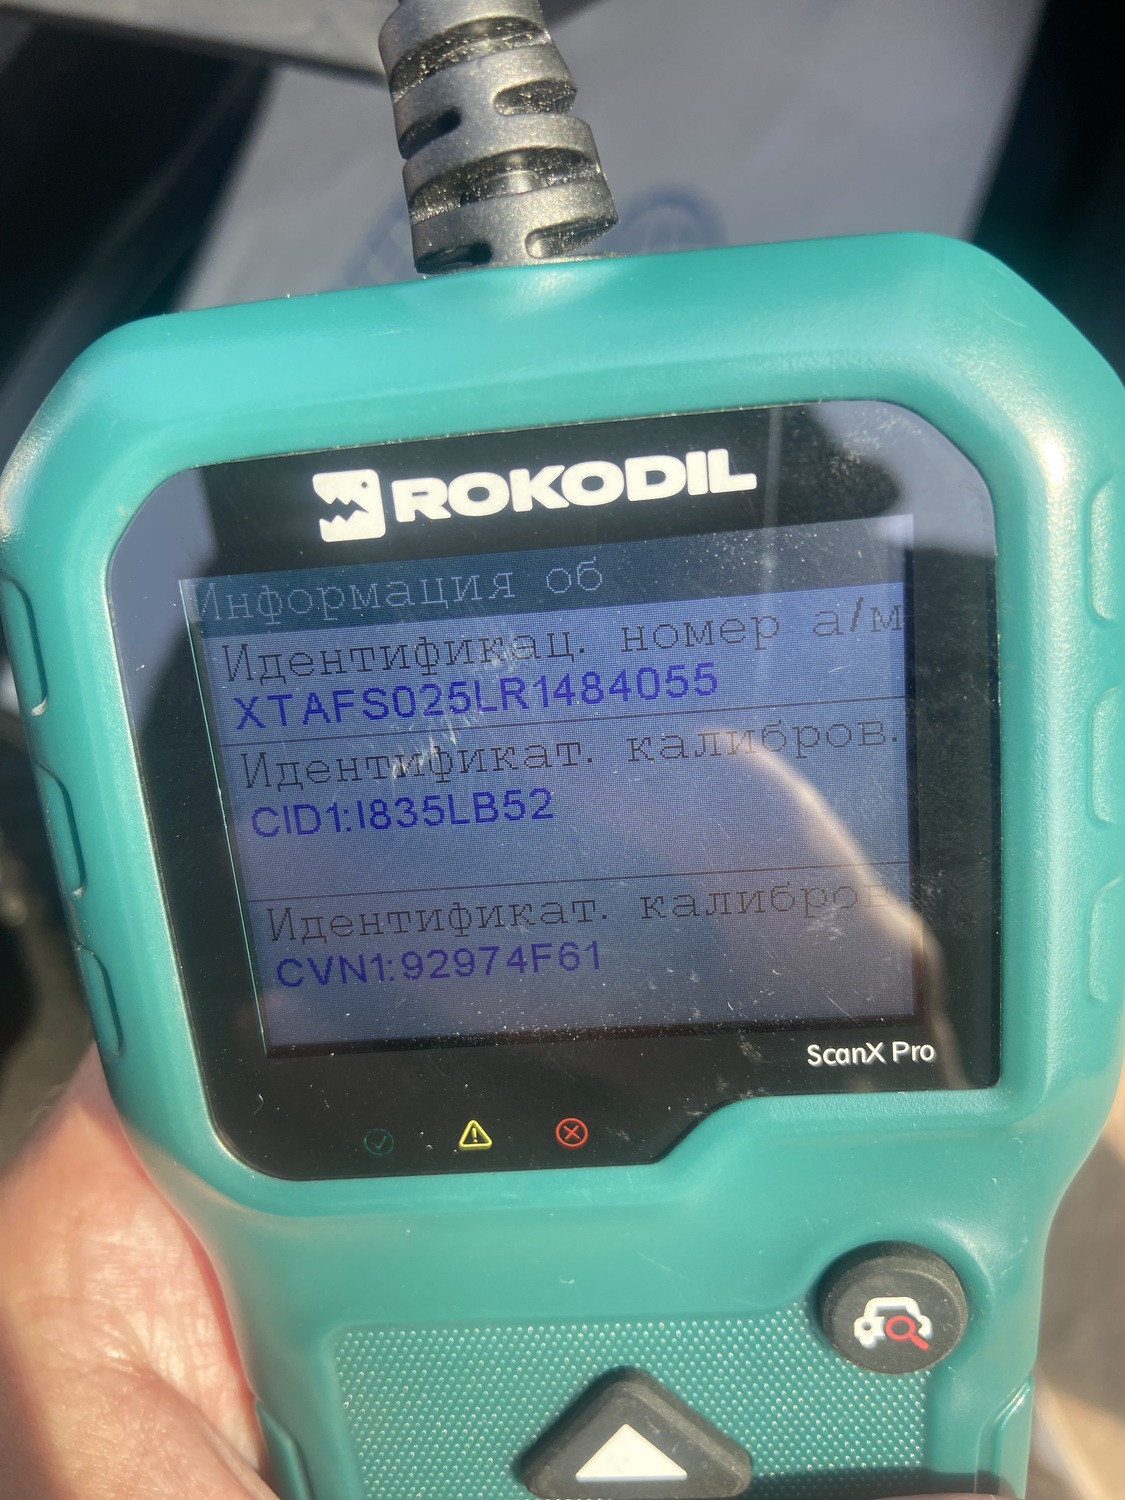 ROKODIL
Информация об
Идентификац. номер а/м
XTAFS025LR1484055
Идентификат. калибров.
CID1:I835LB52
Идентификат. калибров
CVN1:92974F61
ScanX Pro